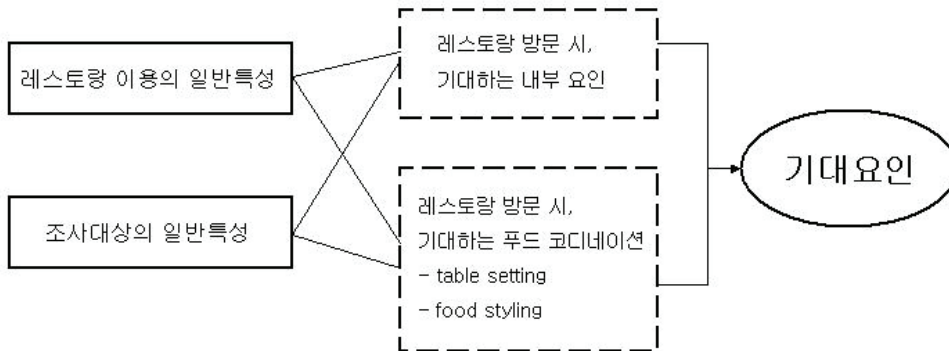 레스토랑 이용의 일반특성
조사대상의 일반특성
레스토랑 방문 시,
기대하는 내부 요인
레스토랑 방문 시,
기대하는 푸드 코디네이션
- table setting
- food styling
기대요인